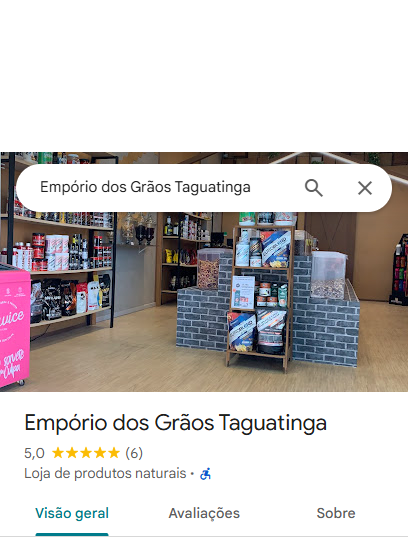 Empório dos Grãos Taguatinga
Empório dos Grãos Taguatinga
5,0 (6)
Loja de produtos naturais ·
Visão geral
Avaliações
Sobre